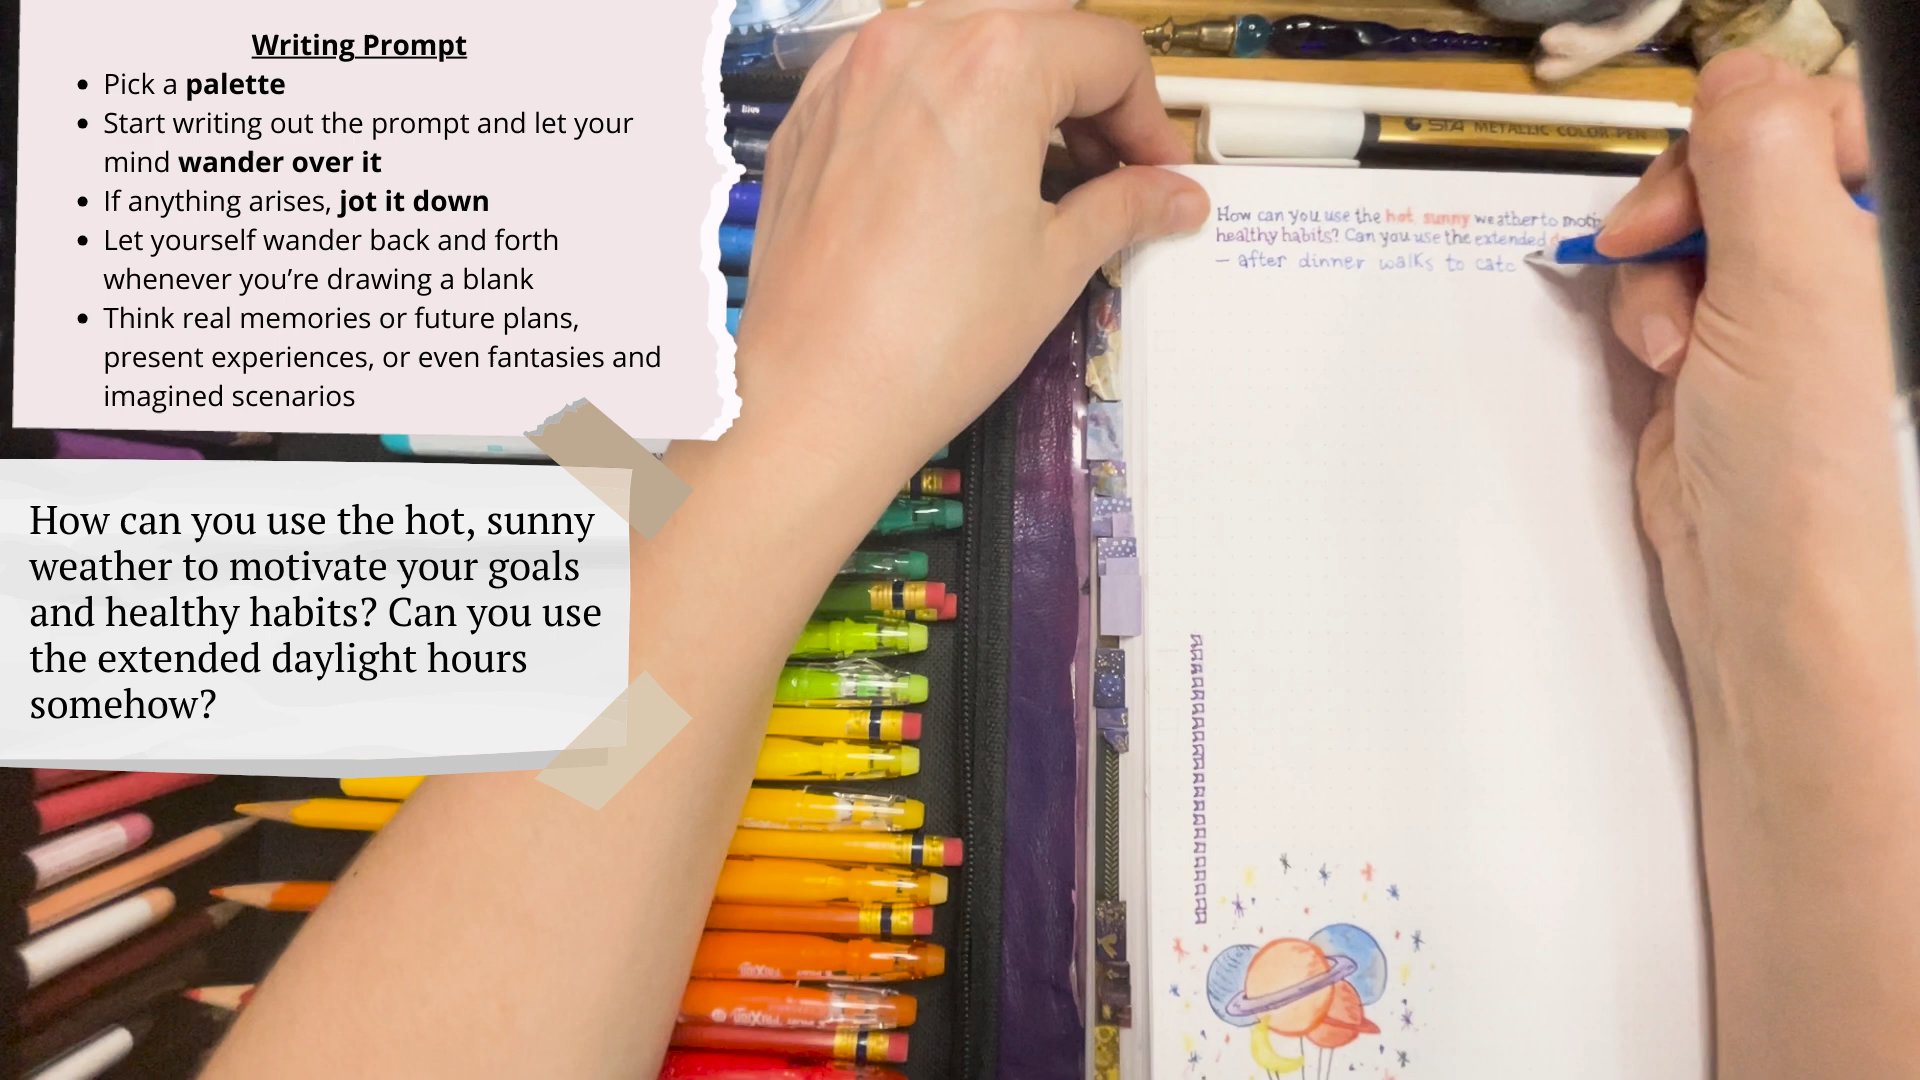 Writing Prompt
• Pick a palette
• Start writing out the prompt and let your
mind wander over it
• If anything arises, jot it down
• Let yourself wander back and forth
whenever you’re drawing a blank
• Think real memories or future plans,
present experiences, or even fantasies and
imagined scenarios
How can you use the hot, sunny
weather to motivate your goals
and healthy habits? Can you use
the extended daylight hours
somehow?
STA METALLIC COLOR PEN
How can you use the hot sunny weather to moti
healthy habits? Can you use the extended
– after dinner walks to catc